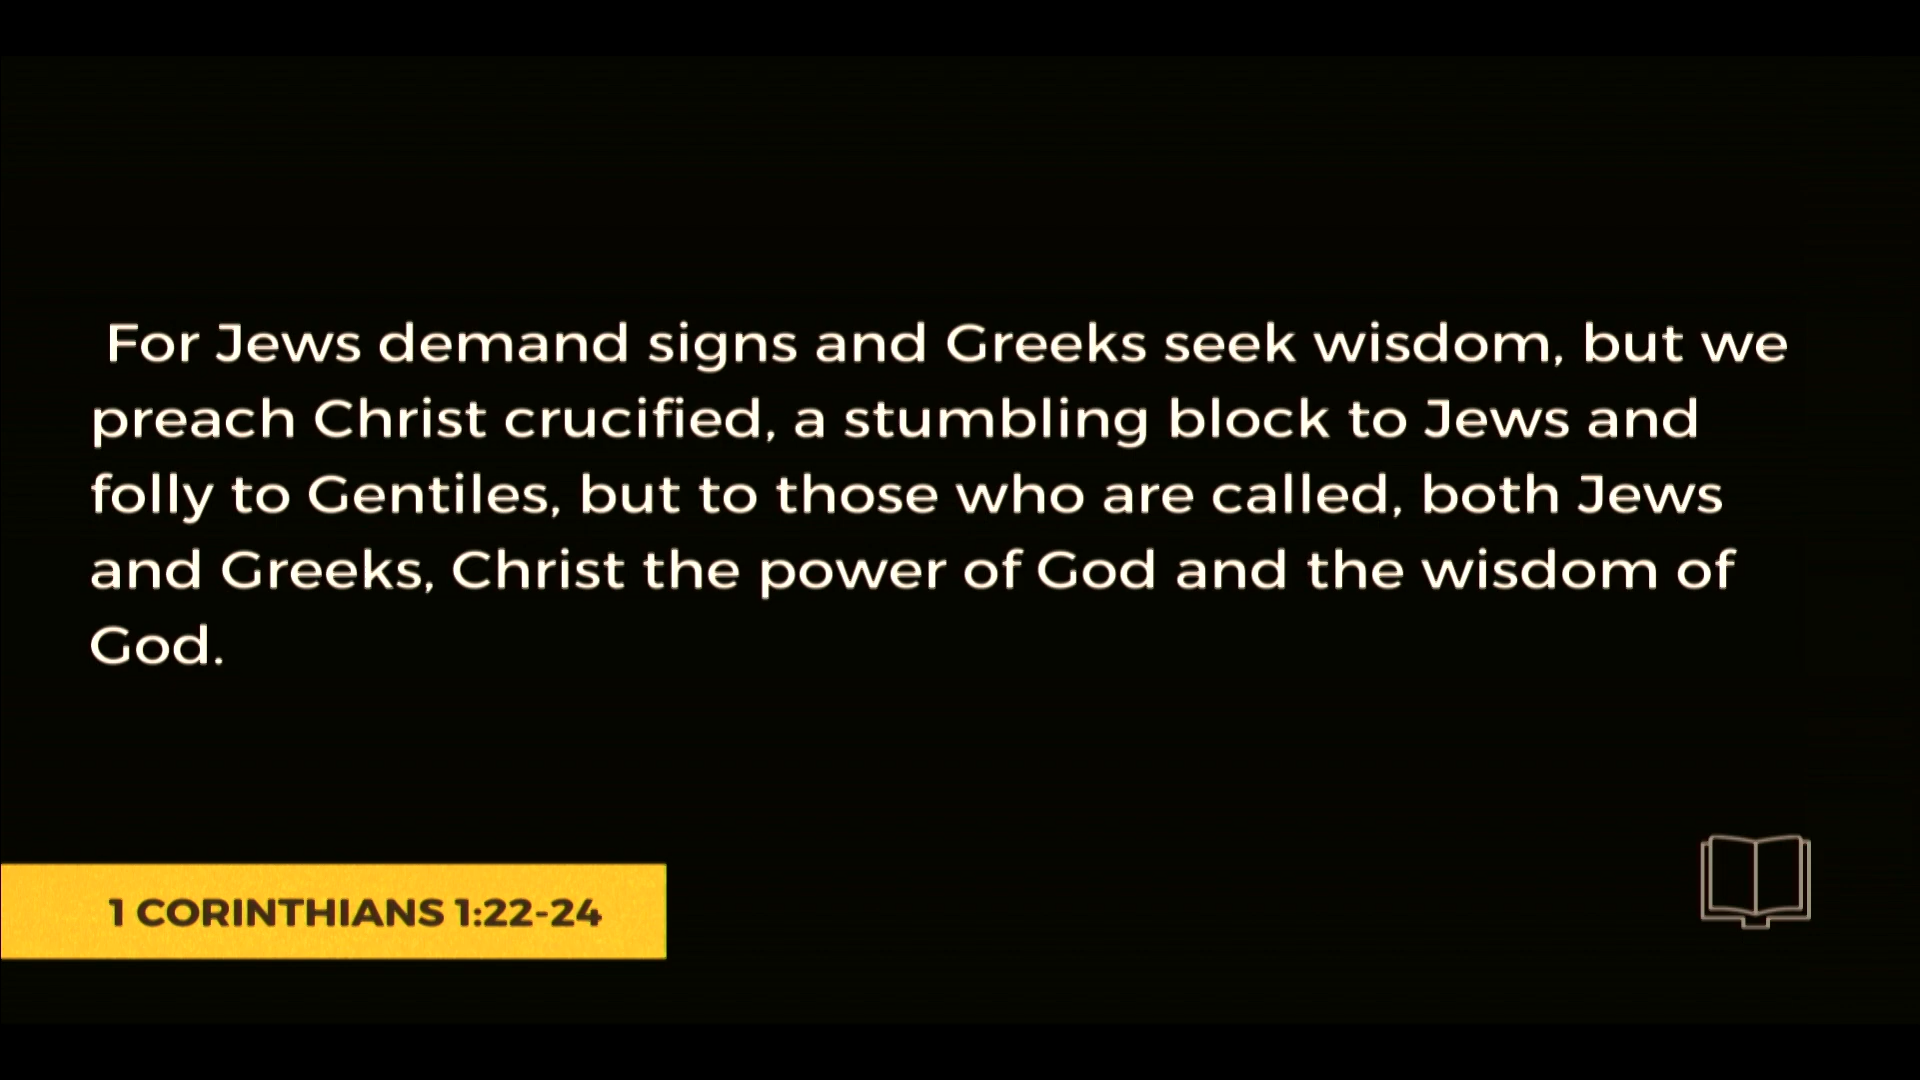 For Jews demand signs and Greeks seek wisdom, but we
preach Christ crucified, a stumbling block to Jews and
folly to Gentiles, but to those who are called, both Jews
and Greeks, Christ the power of God and the wisdom of
God.
1 CORINTHIANS 1:22-24